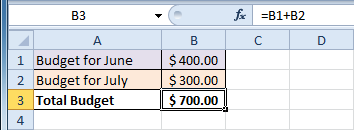 B3 fx =B1+B2
A B C D
1 Budget for June $ 400.00
2 Budget for July $ 300.00
3 Total Budget $ 700.00
4